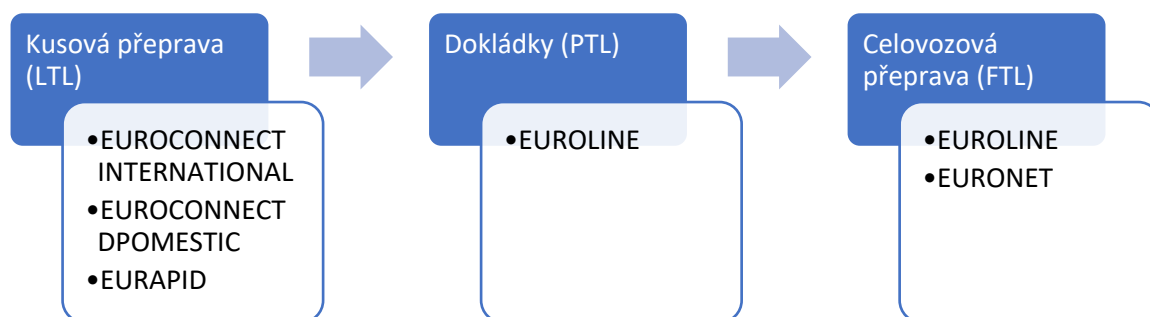 Kusová přeprava
(LTL)
•EUROCONNECT
INTERNATIONAL
•EUROCONNECT
DPOMESTIC
•EURAPID
Dokládky (PTL)
•EUROLINE
Celovozová
přeprava (FTL)
•EUROLINE
•EURONET